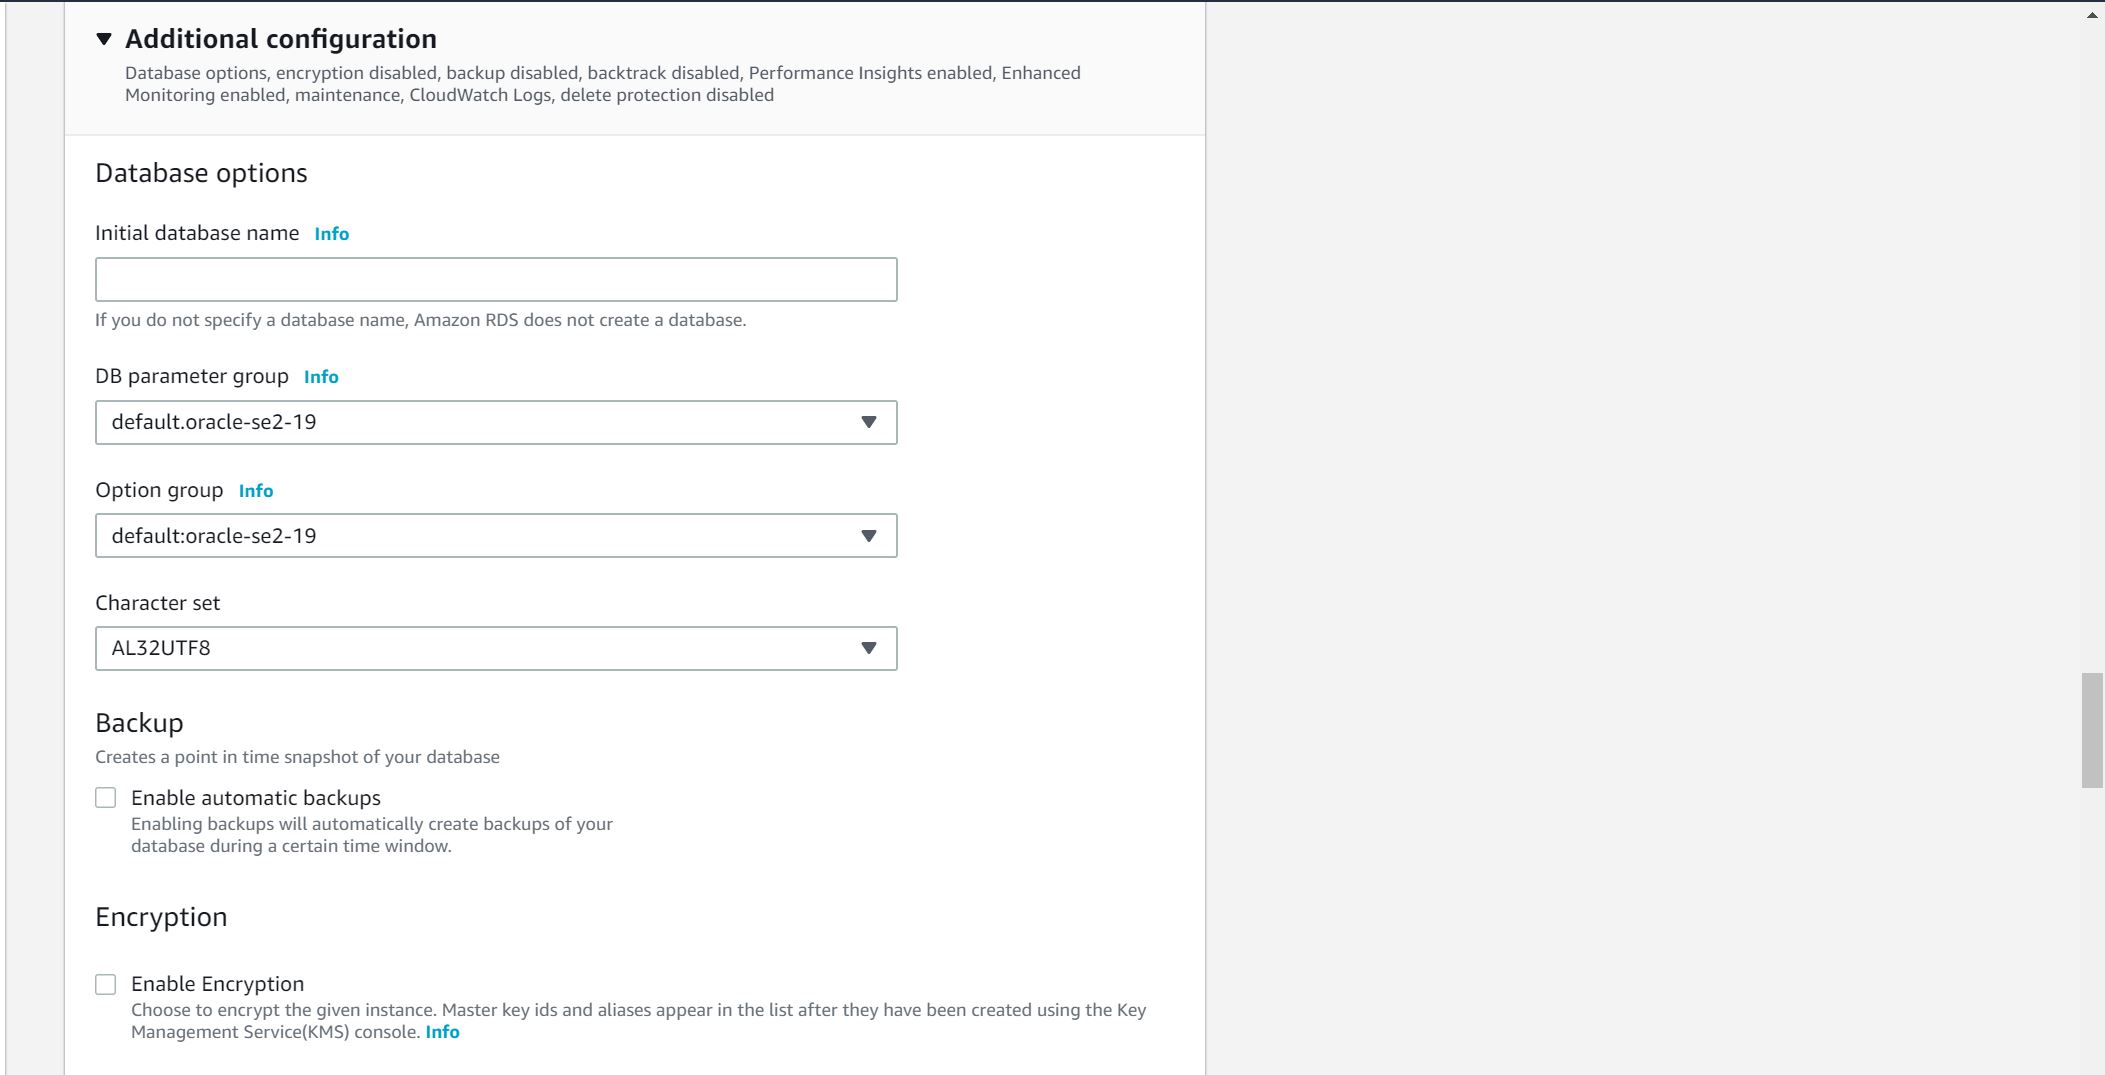 Additional configuration
Database options, encryption disabled, backup disabled, backtrack disabled, Performance Insights enabled, Enhanced
Monitoring enabled, maintenance, CloudWatch Logs, delete protection disabled
Database options
Initial database name Info
If you do not specify a database name, Amazon RDS does not create a database.
DB parameter group Info
default.oracle-se2-19
Option group Info
default:oracle-se2-19
Character set
AL32UTF8
Backup
Creates a point in time snapshot of your database
Enable automatic backups
Enabling backups will automatically create backups of your
database during a certain time window.
Encryption
Enable Encryption
Choose to encrypt the given instance. Master key ids and aliases appear in the list after they have been created using the Key
Management Service(KMS) console. Info